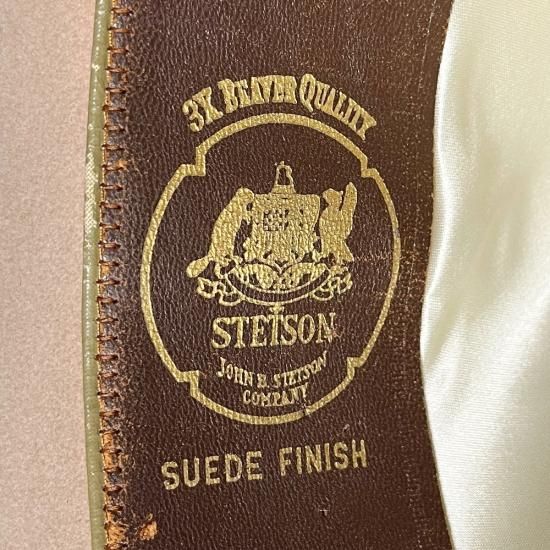 3X BEAVER QUALITY
STETSON
JOHN B. STETSON
COMPANY
SUEDE FINISH